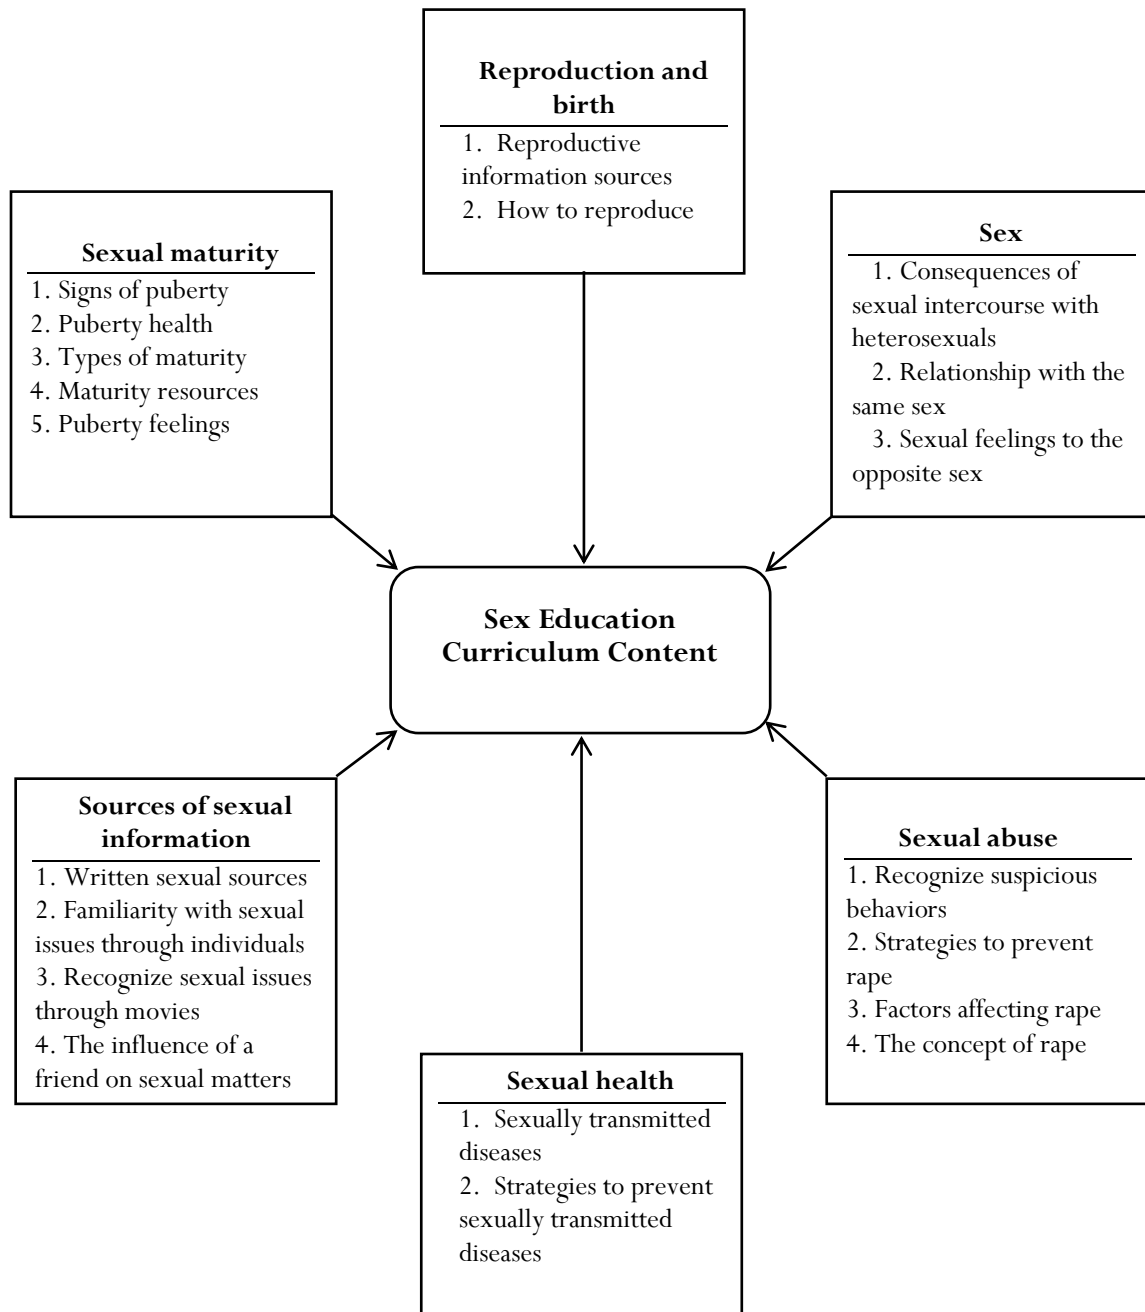 Reproduction and
birth
1. Reproductive
information sources
2. How to reproduce
Sexual maturity
1. Signs of puberty
2. Puberty health
3. Types of maturity
4. Maturity resources
5. Puberty feelings
Sex
1. Consequences of
sexual intercourse with
heterosexuals
2. Relationship with the
same sex
3. Sexual feelings to the
opposite sex
Sex Education
Curriculum Content
Sources of sexual
information
1. Written sexual sources
2. Familiarity with sexual
issues through individuals
3. Recognize sexual issues
through movies
4. The influence of a
friend on sexual matters
Sexual abuse
1. Recognize suspicious
behaviors
2. Strategies to prevent
rape
3. Factors affecting rape
4. The concept of rape
Sexual health
1. Sexually transmitted
diseases
2. Strategies to prevent
sexually transmitted
diseases